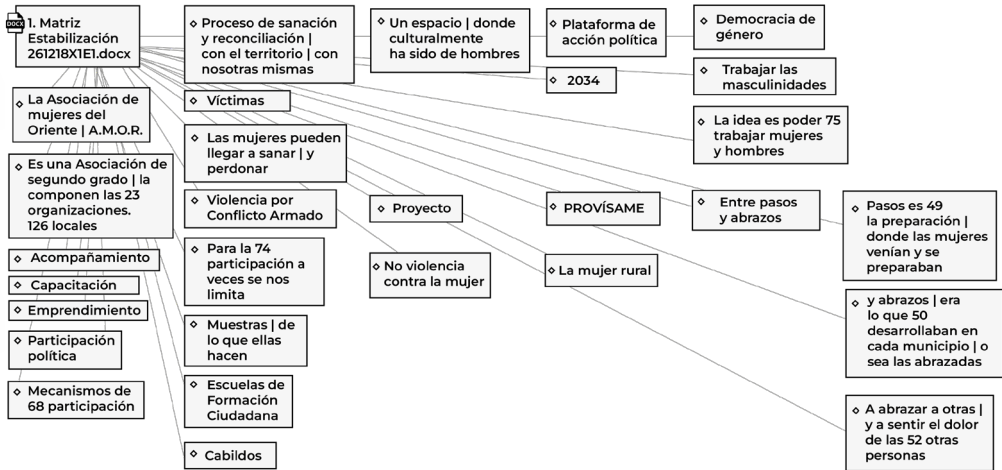 DOCX
1. Matriz
Estabilización
261218X1E1.docx
La Asociación de
mujeres del
Oriente | A.M.O.R.
Es una Asociación de
segundo grado | la
componen las 23
organizaciones.
126 locales
Acompañamiento
Capacitación
Emprendimiento
Participación
política
Mecanismos de
68 participación
Proceso de sanación
y reconciliación |
con el territorio | con
nosotras mismas
Víctimas
Las mujeres pueden
llegar a sanar | y
perdonar
Violencia por
Conflicto Armado
Para la 74
participación a
veces se nos
limita
Muestras | de
lo que ellas
hacen
Escuelas de
Formación
Ciudadana
Cabildos
Un espacio | donde
culturalmente
ha sido de hombres
Proyecto
No violencia
contra la mujer
Plataforma de
acción política
2034
PROVÍSAME
La mujer rural
Democracia de
género
Trabajar las
masculinidades
La idea es poder 75
trabajar mujeres
y hombres
Entre pasos
y abrazos
Pasos es 49
la preparación |
donde las mujeres
venían y se
preparaban
y abrazos | era
lo que 50
desarrollaban en
cada municipio | o
sea las abrazadas
A abrazar a otras |
y a sentir el dolor
de las 52 otras
personas